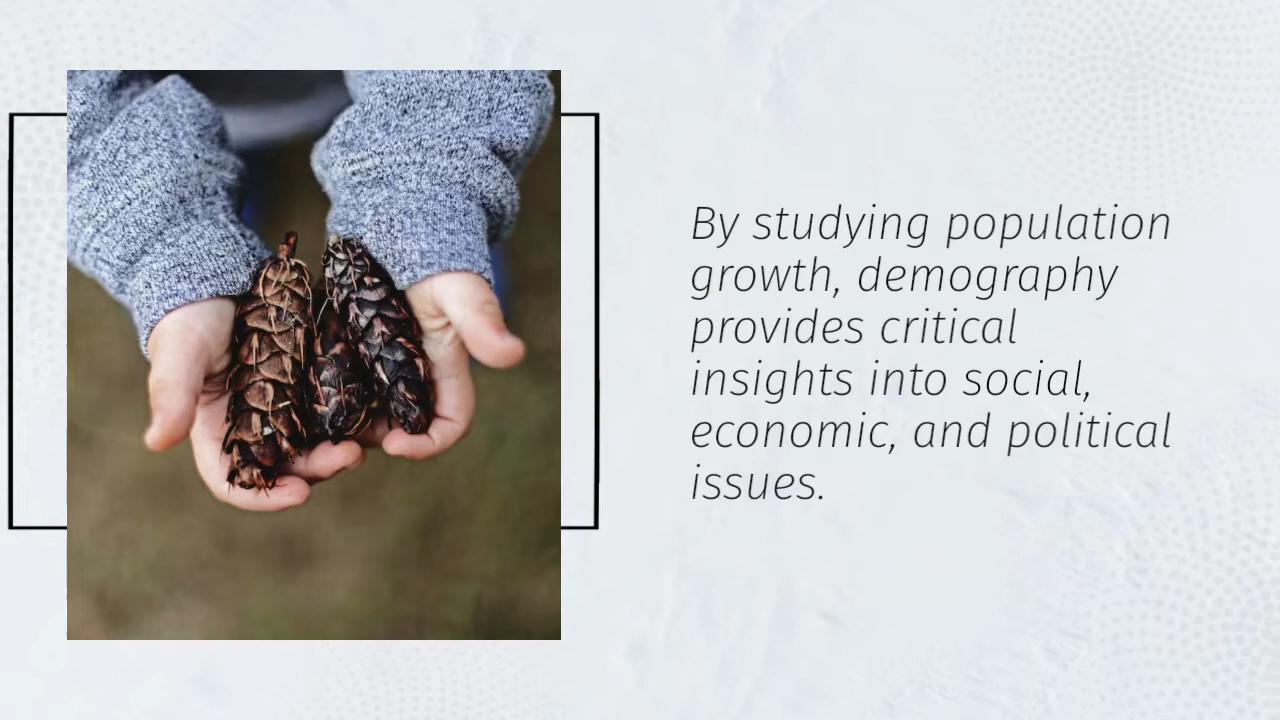 By studying population
growth, demography
provides critical
insights into social,
economic, and political
issues.